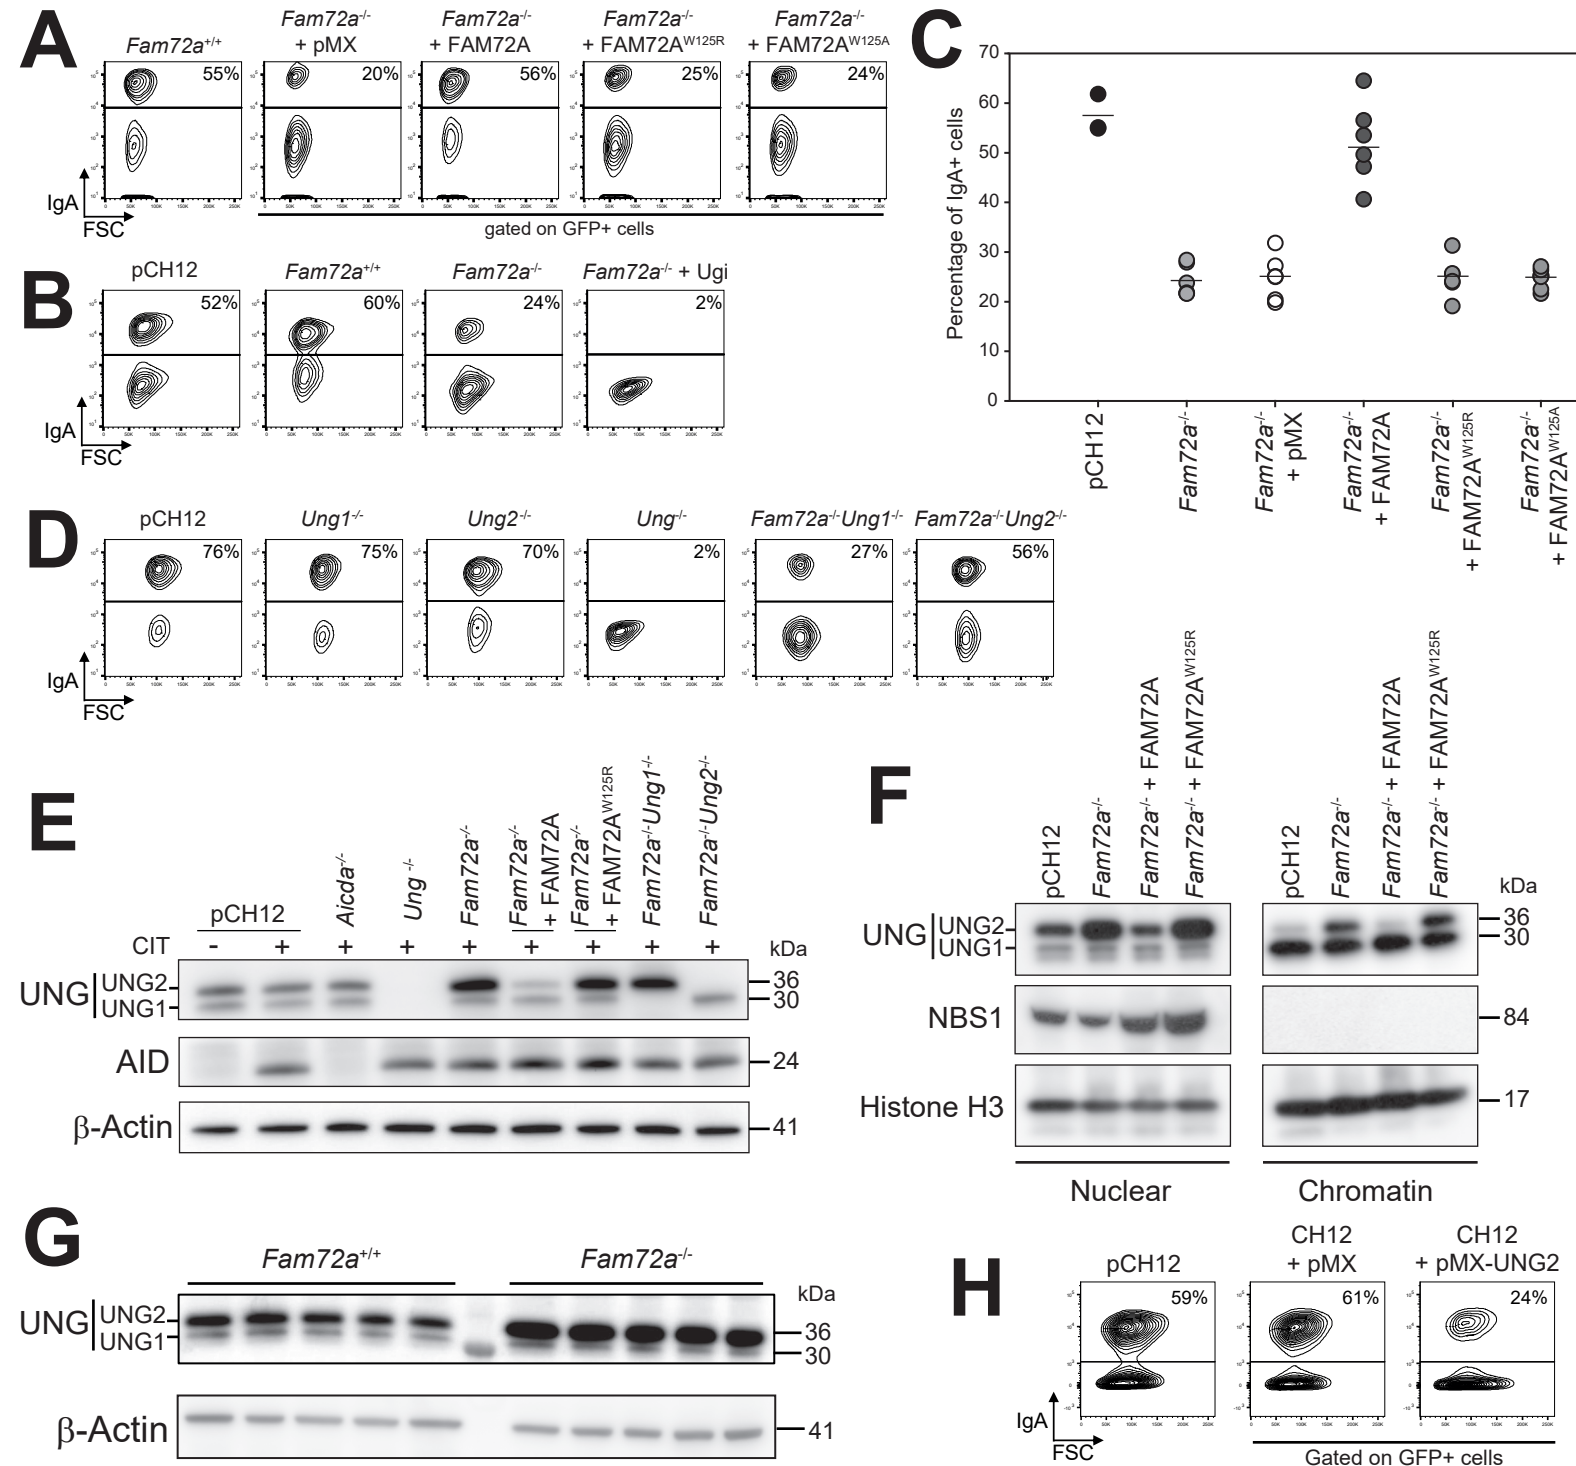 A
Fam72a+/+
Fam72a-/-
+ pMX
Fam72a-/-
+ FAM72A
Fam72a-/-
+ FAM72AW125R
Fam72a-/-
+ FAM72AW125A
55%
20%
56%
25%
24%
IgA
FSC
gated on GFP+ cells
B
pCH12
Fam72a+/+
Fam72a-/-
Fam72a-/- + Ugi
52%
60%
24%
2%
IgA
FSC
C
Percentage of IgA+ cells
70
60
50
40
30
20
10
0
pCH12
Fam72a-/-
Fam72a-/-
+ pMX
Fam72a-/-
+ FAM72A
Fam72a-/-
+ FAM72AW125R
Fam72a-/-
+ FAM72AW125A
D
pCH12
Ung1-/-
Ung2-/-
Ung-/-
Fam72a-/-Ung1-/-
Fam72a-/-Ung2-/-
76%
75%
70%
2%
27%
56%
IgA
FSC
E
pCH12
Aicda-/-
Ung -/-
Fam72a-/-
Fam72a-/-
+ FAM72A
Fam72a-/-
+ FAM72AW125R
Fam72a-/-Ung1-/-
Fam72a-/-Ung2-/-
CIT - + + + + + + + +
kDa
UNG
UNG2
UNG1
36
30
AID
24
β-Actin
41
F
pCH12
Fam72a-/-
Fam72a-/- + FAM72A
Fam72a-/- + FAM72AW125R
pCH12
Fam72a-/-
Fam72a-/- + FAM72A
Fam72a-/- + FAM72AW125R
kDa
UNG
UNG2
UNG1
36
30
NBS1
84
Histone H3
17
Nuclear
Chromatin
G
Fam72a+/+
Fam72a-/-
kDa
UNG
UNG2
UNG1
36
30
β-Actin
41
H
pCH12
CH12
+ pMX
CH12
+ pMX-UNG2
59%
61%
24%
IgA
FSC
Gated on GFP+ cells